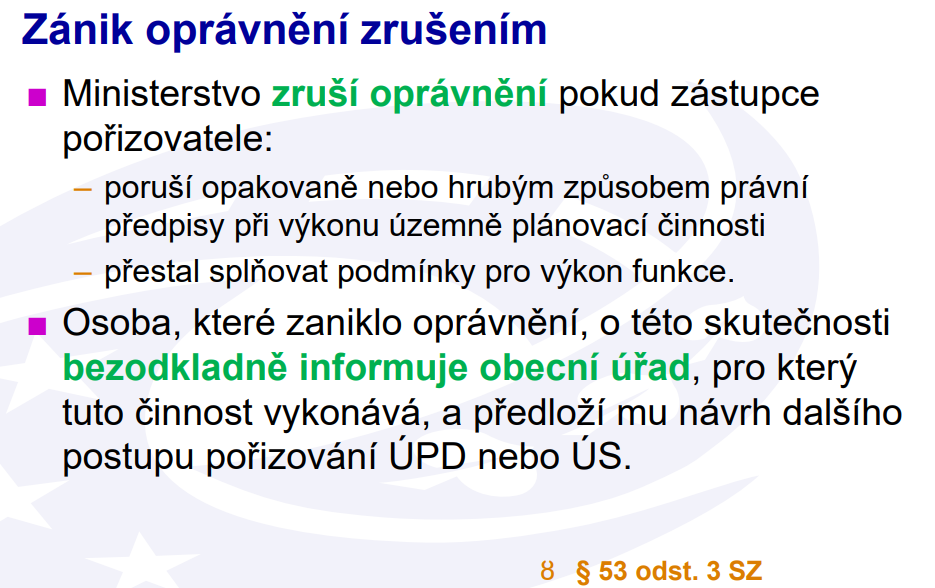 Zánik oprávnění zrušením
Ministerstvo zruší oprávnění pokud zástupce
pořizovatele:
– poruší opakovaně nebo hrubým způsobem právní
předpisy při výkonu územně plánovací činnosti
– přestal splňovat podmínky pro výkon funkce.
Osoba, které zaniklo oprávnění, o této skutečnosti
bezodkladně informuje obecní úřad, pro který
tuto činnost vykonává, a předloží mu návrh dalšího
postupu pořizování ÚPD nebo ÚS.
8 § 53 odst. 3 SZ